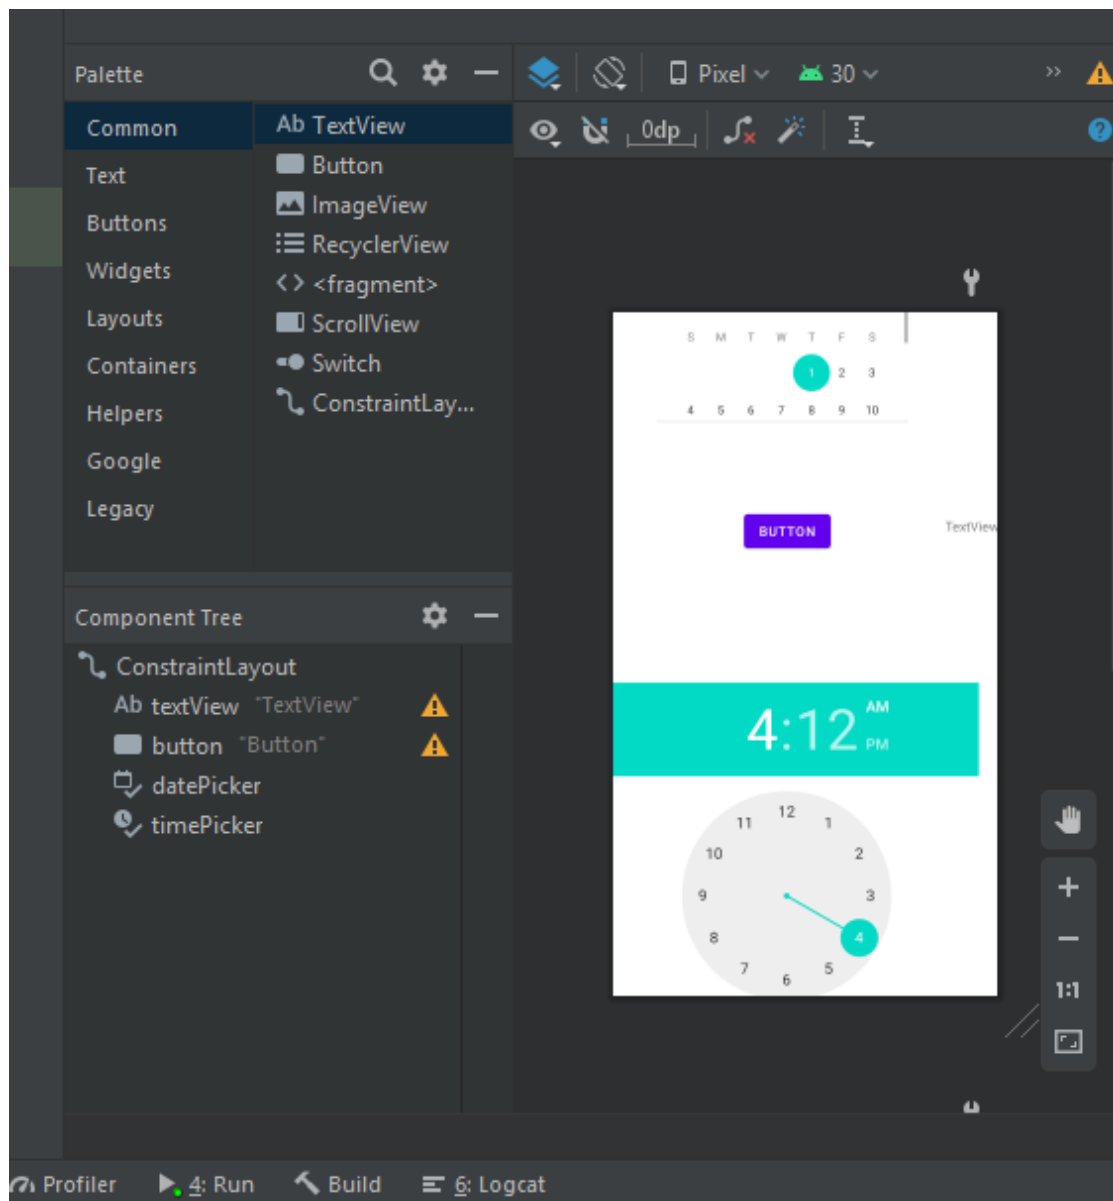 Palette
Pixel
30
Common
Text
Buttons
Widgets
Layouts
Containers
Helpers
Google
Legacy
Ab TextView
Button
ImageView
RecyclerView
<fragment>
ScrollView
Switch
ConstraintLay...
0dp
S M T W T F S
1 2 3
4 5 6 7 8 9 10
BUTTON
TextView
4:12
AM
PM
12
1
2
3
4
5
6
7
8
9
10
11
Component Tree
ConstraintLayout
Ab textView "TextView"
button "Button"
datePicker
timePicker
1:1
Profiler
4: Run
Build
6: Logcat